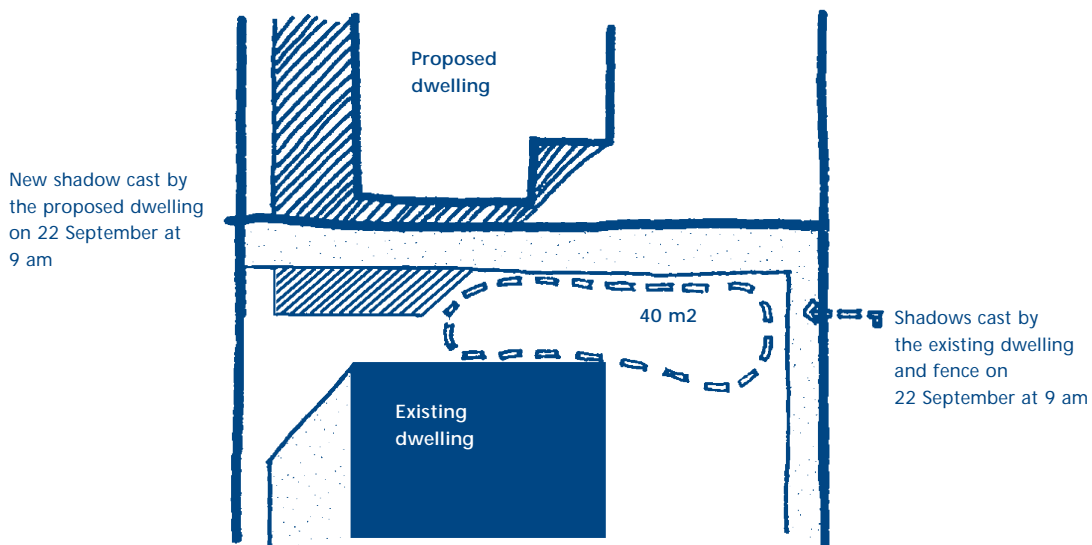 Proposed
dwelling
New shadow cast by
the proposed dwelling
on 22 September at
9 am
40 m2
Shadows cast by
the existing dwelling
and fence on
22 September at 9 am
Existing
dwelling